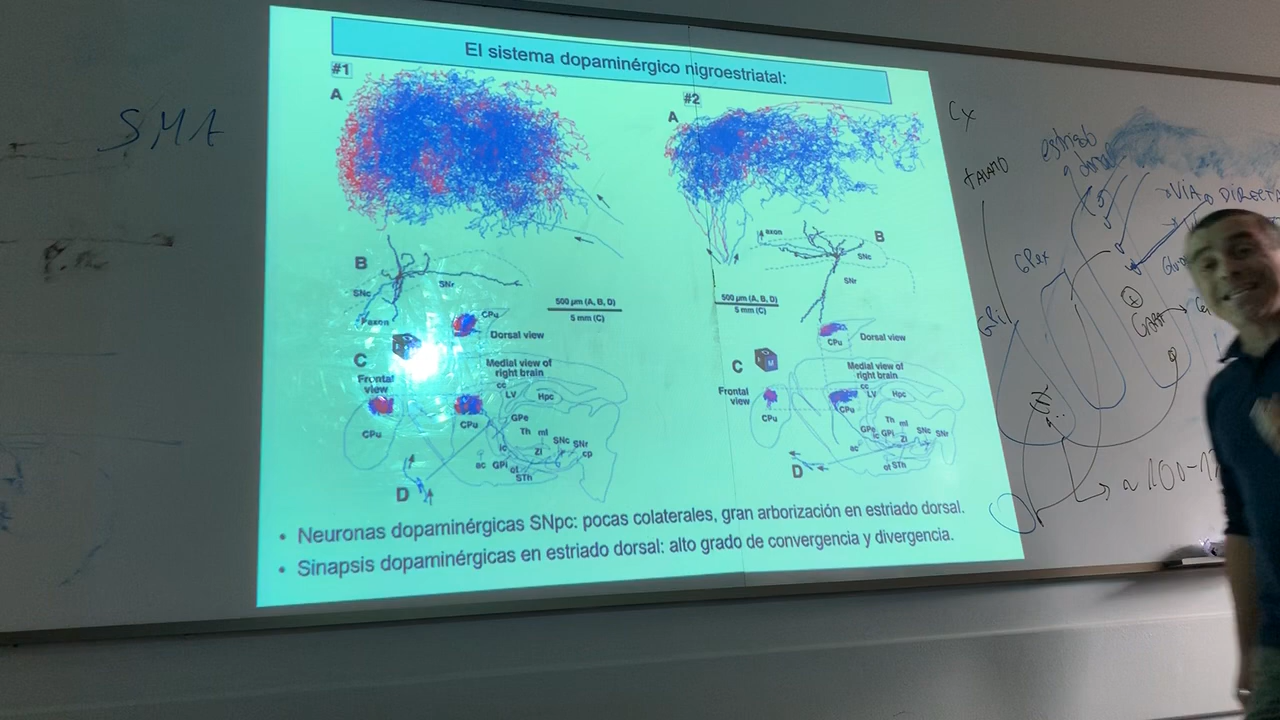 El sistema dopaminérgico nigroestriatal:
#1
A
#2
A
B
SNc
SNr
axon
500 µm (A, B, D)
5 mm (C)
axon
B
SNc
SNr
500 µm (A, B, D)
5 mm (C)
CPu
Dorsal view
CPu
Dorsal view
C
Frontal
view
CPu
Medial view of
right brain
cc
LV
Hpc
CPu
GPe
Th
ml
ic
ZI
SNc
SNr
cp
ac
GPi
ot
STh
D
C
M
Frontal
view
CPu
Medial view of
right brain
cc
LV
Hpc
CPu
Th
ml
GPe
ic
GPi
ZI
SNc
SNr
ac
ot
STh
D
• Neuronas dopaminérgicas SNpc: pocas colaterales, gran arborización en estriado dorsal.
• Sinapsis dopaminérgicas en estriado dorsal: alto grado de convergencia y divergencia.
SMA
Cx
tálamo
VÍA DIRECTA
GPex
GPi
GABA